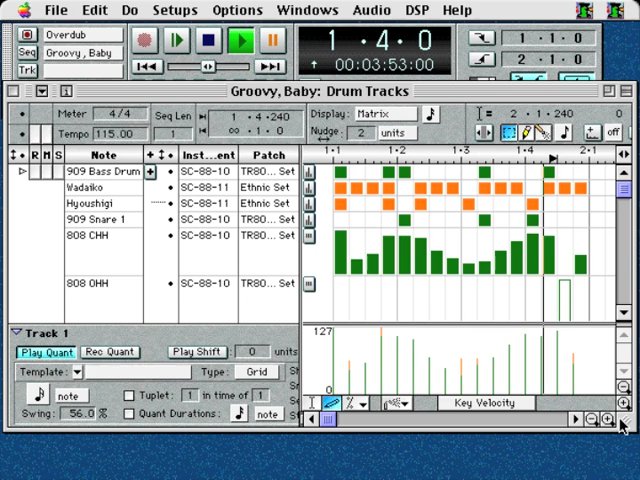 File Edit Do Setups Options Windows Audio DSP Help
Overdub
Seq Groovy, Baby
Trk
1 · 4 · 0
00:03:53:00
1 · 1 · 0
2 · 1 · 0
Groovy, Baby: Drum Tracks
Meter 4/4
Tempo 115.00
Seq Len
1
1 · 4 · 240
∞ · 1 · 0
Display: Matrix
Nudge: 2 units
2 · 1 · 240 0
off
R M S Note Inst...ent Patch
1·1 1·2 1·3 1·4 2·1
909 Bass Drum SC-88-10 TR80... Set
Wadaiko SC-88-11 Ethnic Set
Hyoushigi SC-88-11 Ethnic Set
909 Snare 1 SC-88-10 TR80... Set
808 CHH SC-88-10 TR80... Set
808 OHH SC-88-10 TR80... Set
Track 1
Play Quant Rec Quant Play Shift: 0 units
Template: Type: Grid
note Tuplet: 1 in time of 1
Swing: 56.0 % Quant Durations: note
127
0
Key Velocity